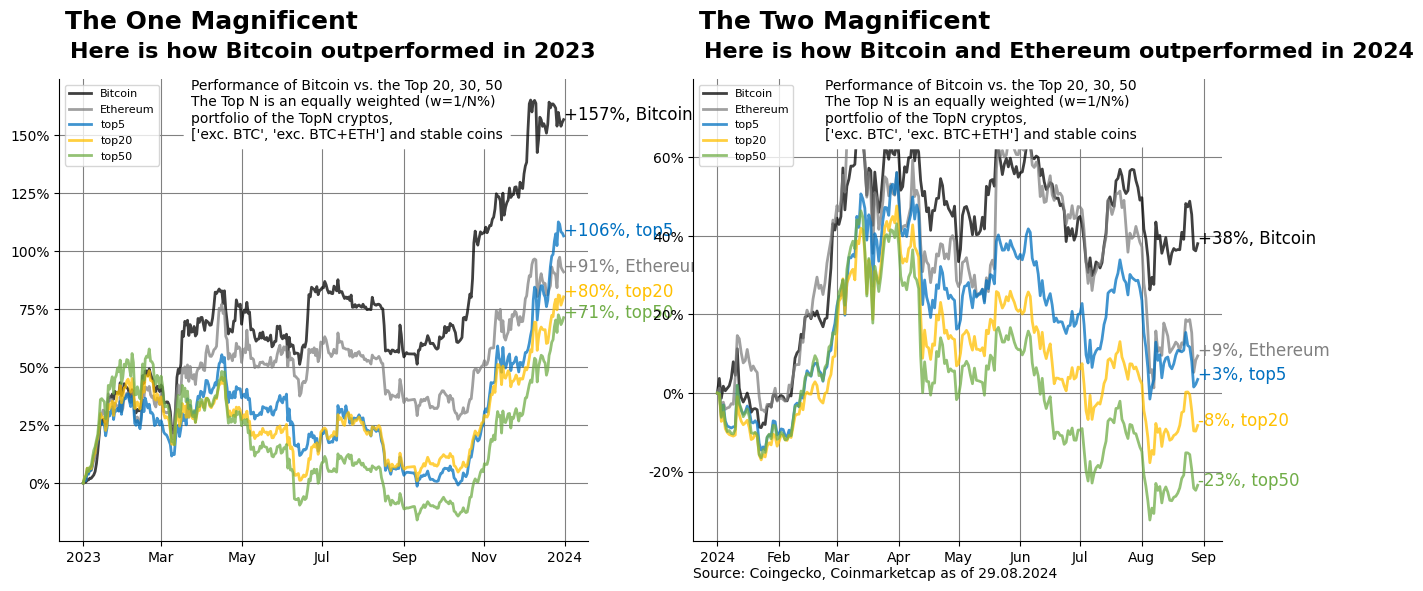 The One Magnificent
Here is how Bitcoin outperformed in 2023
Bitcoin
Ethereum
top5
top20
top50
Performance of Bitcoin vs. the Top 20, 30, 50
The Top N is an equally weighted (w=1/N%)
portfolio of the TopN cryptos,
['exc. BTC', 'exc. BTC+ETH'] and stable coins
150%
125%
100%
75%
50%
25%
0%
+157%, Bitcoin
+106%, top5
+91%, Ethereum
+80%, top20
+71%, top50
2023
Mar
May
Jul
Sep
Nov
2024
The Two Magnificent
Here is how Bitcoin and Ethereum outperformed in 2024
Bitcoin
Ethereum
top5
top20
top50
Performance of Bitcoin vs. the Top 20, 30, 50
The Top N is an equally weighted (w=1/N%)
portfolio of the TopN cryptos,
['exc. BTC', 'exc. BTC+ETH'] and stable coins
60%
40%
20%
0%
-20%
+38%, Bitcoin
+9%, Ethereum
+3%, top5
-8%, top20
-23%, top50
2024
Feb
Mar
Apr
May
Jun
Jul
Aug
Sep
Source: Coingecko, Coinmarketcap as of 29.08.2024